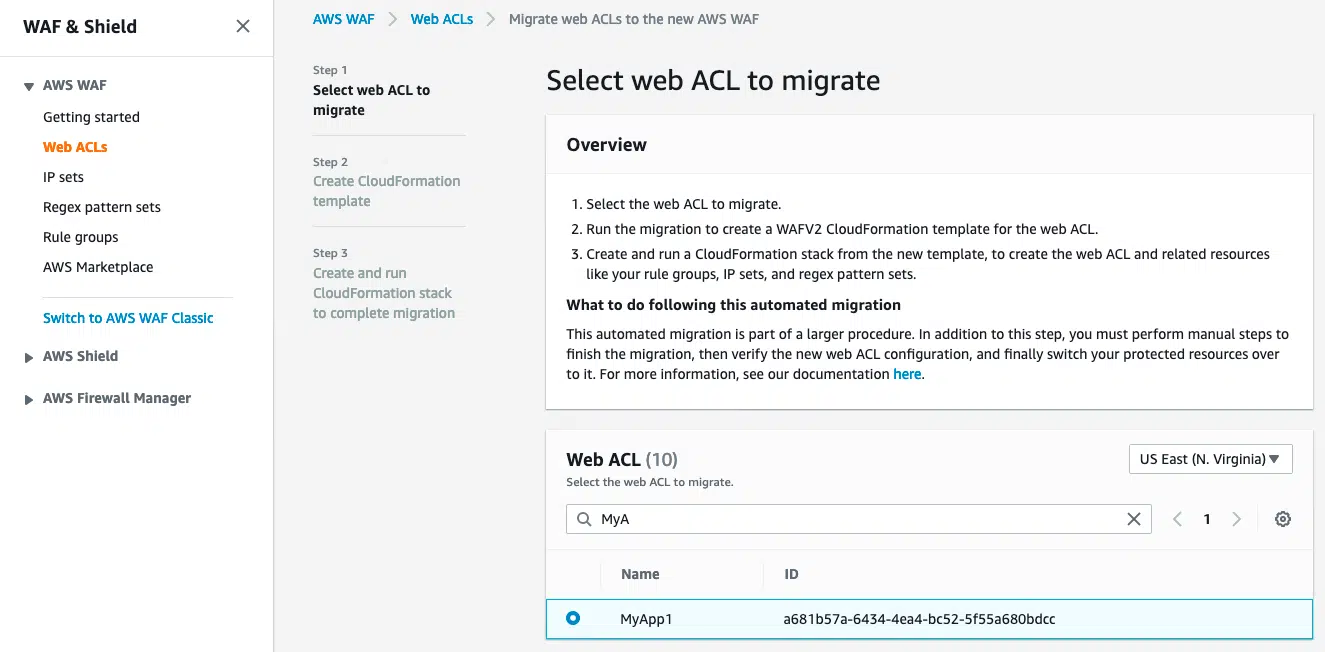 WAF & Shield
AWS WAF
Getting started
Web ACLs
IP sets
Regex pattern sets
Rule groups
AWS Marketplace
Switch to AWS WAF Classic
AWS Shield
AWS Firewall Manager
AWS WAF Web ACLs Migrate web ACLs to the new AWS WAF
Step 1
Select web ACL to
migrate
Step 2
Create CloudFormation
template
Step 3
Create and run
CloudFormation stack
to complete migration
Select web ACL to migrate
Overview
1. Select the web ACL to migrate.
2. Run the migration to create a WAFV2 CloudFormation template for the web ACL.
3. Create and run a CloudFormation stack from the new template, to create the web ACL and related resources
like your rule groups, IP sets, and regex pattern sets.
What to do following this automated migration
This automated migration is part of a larger procedure. In addition to this step, you must perform manual steps to
finish the migration, then verify the new web ACL configuration, and finally switch your protected resources over
to it. For more information, see our documentation here.
Web ACL (10)
US East (N. Virginia)
Select the web ACL to migrate.
MyA
1
Name ID
MyApp1 a681b57a-6434-4ea4-bc52-5f55a680bdcc